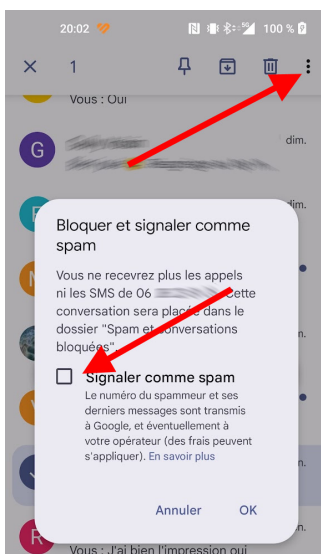 20:02 100 %
1
Vous : Oui
G dim.
dim.
Bloquer et signaler comme
spam
Vous ne recevrez plus les appels
ni les SMS de 06 Cette
conversation sera placée dans le
dossier "Spam et conversations
bloquées".
Signaler comme spam
Le numéro du spammeur et ses
derniers messages sont transmis
à Google, et éventuellement à
votre opérateur (des frais peuvent
s'appliquer). En savoir plus
Annuler OK
R
Vous : J'ai bien l'impression oui